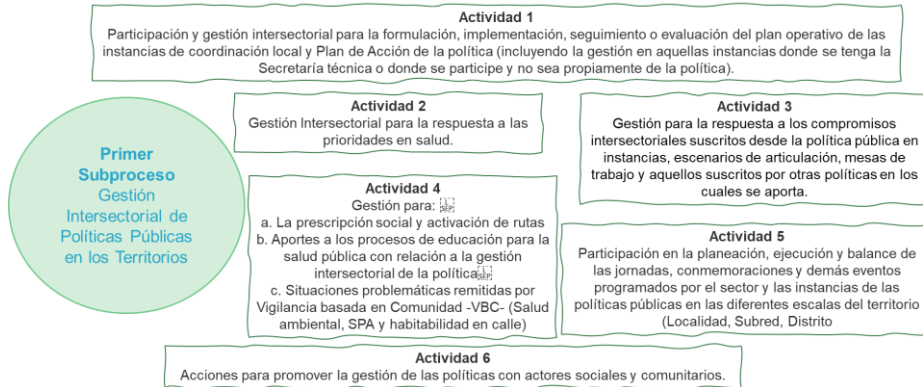 Actividad 1
Participación y gestión intersectorial para la formulación, implementación, seguimiento o evaluación del plan operativo de las
instancias de coordinación local y Plan de Acción de la política (incluyendo la gestión en aquellas instancias donde se tenga la
Secretaría técnica o donde se participe y no sea propiamente de la política).
Primer
Subproceso
Gestión
Intersectorial de
Políticas Públicas
en los Territorios
Actividad 2
Gestión Intersectorial para la respuesta a las
prioridades en salud.
Actividad 3
Gestión para la respuesta a los compromisos
intersectoriales suscritos desde la política pública en
instancias, escenarios de articulación, mesas de
trabajo y aquellos suscritos por otras políticas en los
cuales se aporta.
Actividad 4
Gestión para:
a. La prescripción social y activación de rutas
b. Aportes a los procesos de educación para la
salud pública con relación a la gestión
intersectorial de la política
c. Situaciones problemáticas remitidas por
Vigilancia basada en Comunidad -VBC- (Salud
ambiental, SPA y habitabilidad en calle)
Actividad 5
Participación en la planeación, ejecución y balance de
las jornadas, conmemoraciones y demás eventos
programados por el sector y las instancias de las
políticas públicas en las diferentes escalas del territorio
(Localidad, Subred, Distrito
Actividad 6
Acciones para promover la gestión de las políticas con actores sociales y comunitarios.